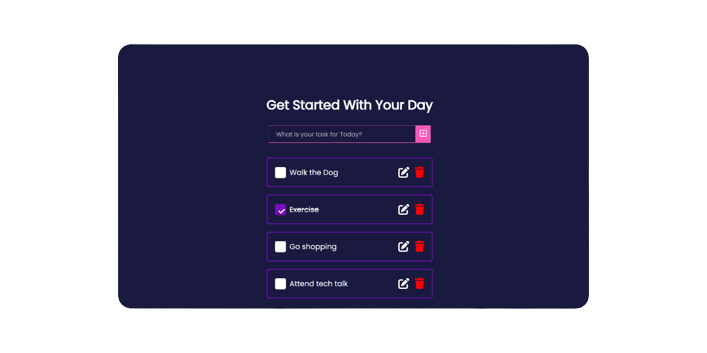 Get Started With Your Day
What is your task for Today?
Walk the Dog
Exercise
Go shopping
Attend tech talk